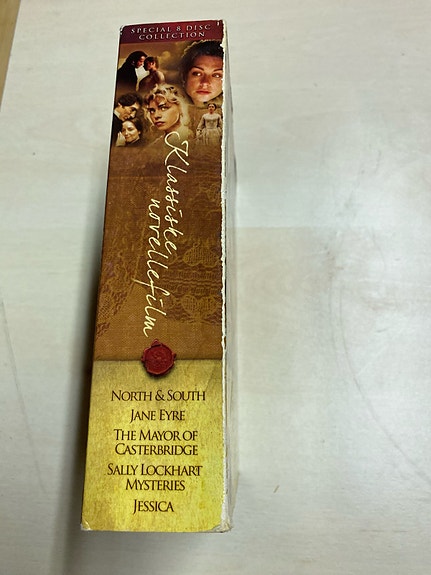 SPECIAL 8 DISC
COLLECTION
Klassiske
novellefilm
NORTH & SOUTH
JANE EYRE
THE MAYOR OF
CASTERBRIDGE
SALLY LOCKHART
MYSTERIES
JESSICA